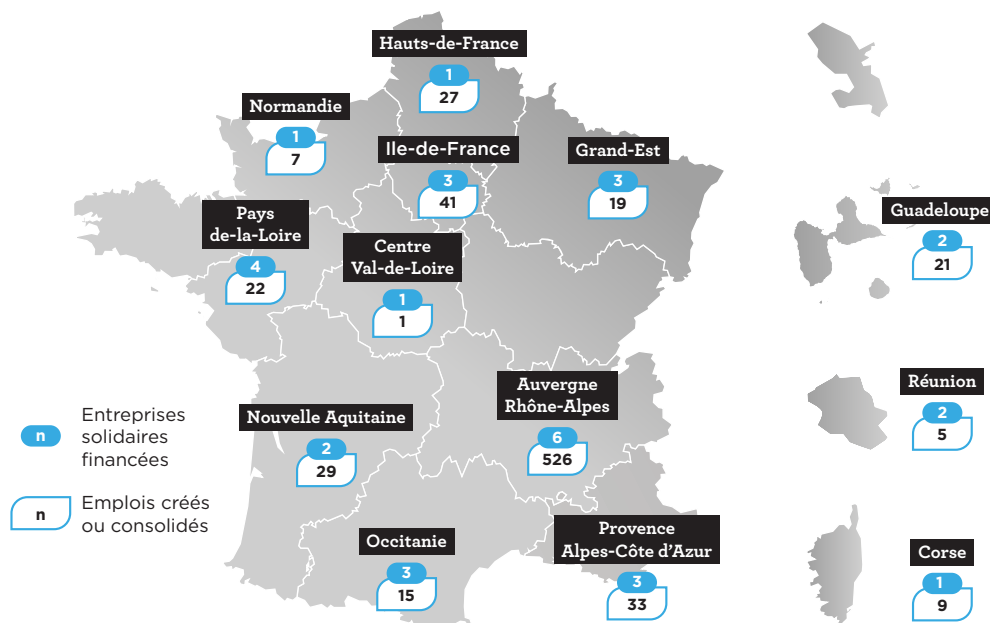 Hauts-de-France
1
27
Normandie
1
7
Ile-de-France
3
41
Grand-Est
3
19
Pays
de-la-Loire
4
22
Centre
Val-de-Loire
1
1
Guadeloupe
2
21
Auvergne
Rhône-Alpes
6
526
Réunion
2
5
Nouvelle Aquitaine
2
29
n
Entreprises
solidaires
financées
n
Emplois créés
ou consolidés
Occitanie
3
15
Provence
Alpes-Côte d'Azur
3
33
Corse
1
9